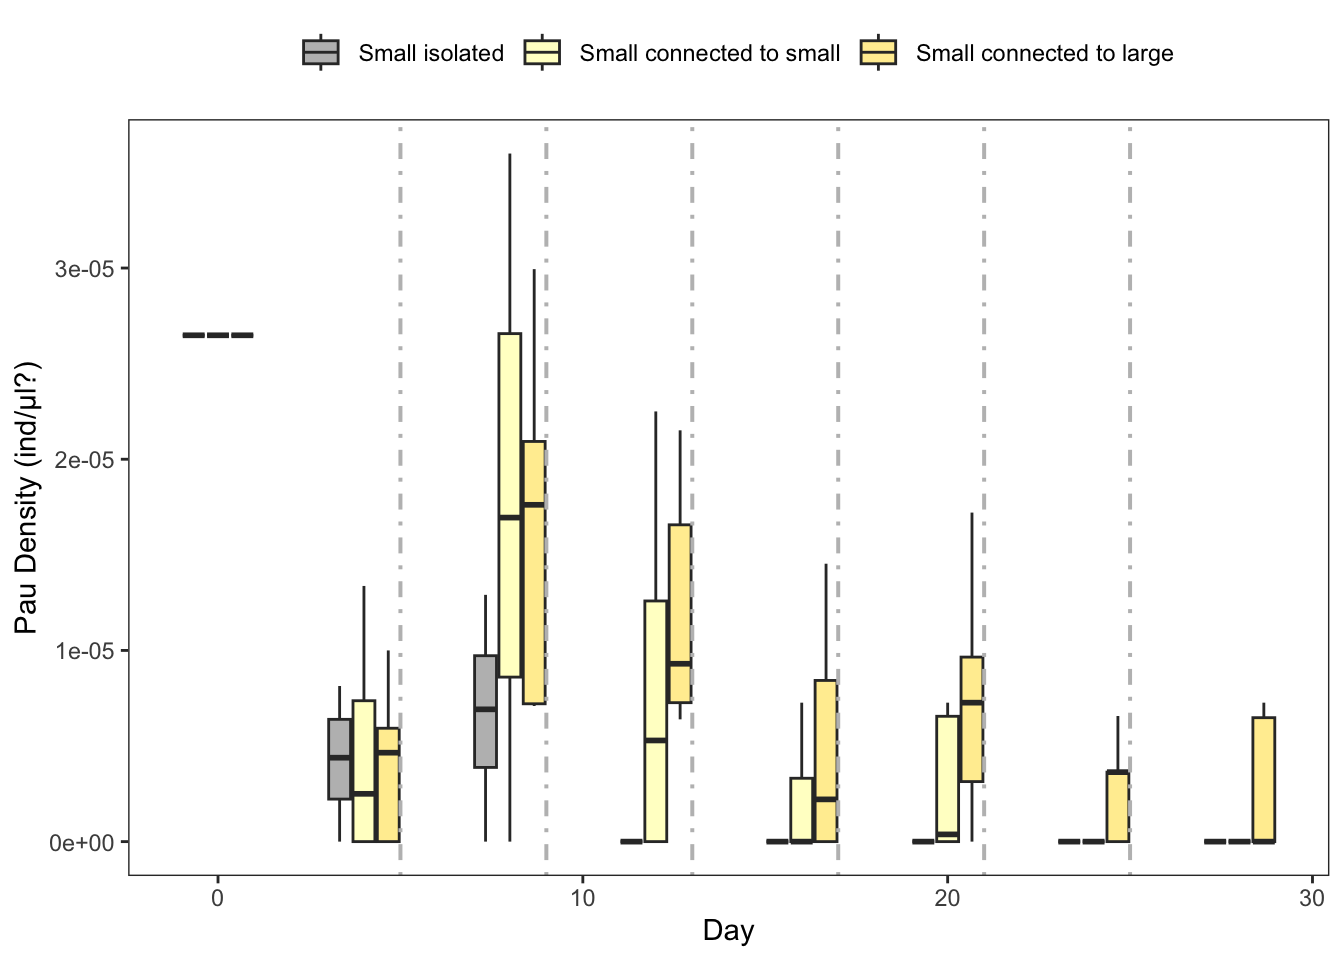 Small isolated Small connected to small Small connected to large
Pau Density (ind/μl?)
3e-05
2e-05
1e-05
0e+00
0 10 20 30
Day